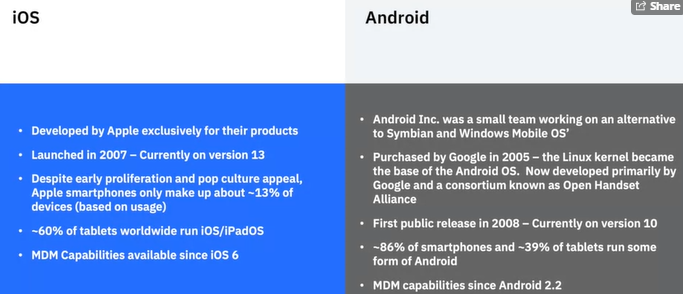 Share
iOS
Android
• Developed by Apple exclusively for their products
• Launched in 2007 – Currently on version 13
• Despite early proliferation and pop culture appeal,
Apple smartphones only make up about ~13% of
devices (based on usage)
• ~60% of tablets worldwide run iOS/iPadOS
• MDM Capabilities available since iOS 6
• Android Inc. was a small team working on an alternative
to Symbian and Windows Mobile OS’
• Purchased by Google in 2005 – the Linux kernel became
the base of the Android OS. Now developed primarily by
Google and a consortium known as Open Handset
Alliance
• First public release in 2008 – Currently on version 10
• ~86% of smartphones and ~39% of tablets run some
form of Android
• MDM capabilities since Android 2.2